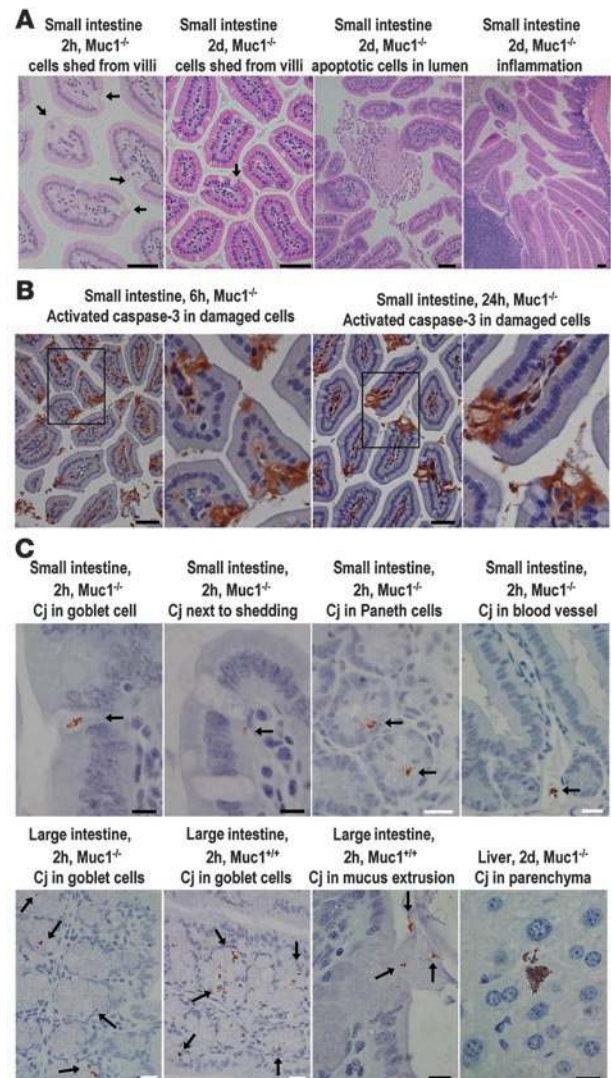 A
Small intestine
2h, Muc1-/-
cells shed from villi
Small intestine
2d, Muc1-/-
cells shed from villi
Small intestine
2d, Muc1-/-
apoptotic cells in lumen
Small intestine
2d, Muc1-/-
inflammation
B
Small intestine, 6h, Muc1-/-
Activated caspase-3 in damaged cells
Small intestine, 24h, Muc1-/-
Activated caspase-3 in damaged cells
C
Small intestine,
2h, Muc1-/-
Cj in goblet cell
Small intestine,
2h, Muc1-/-
Cj next to shedding
Small intestine,
2h, Muc1-/-
Cj in Paneth cells
Small intestine,
2h, Muc1-/-
Cj in blood vessel
Large intestine,
2h, Muc1-/-
Cj in goblet cells
Large intestine,
2h, Muc1+/+
Cj in goblet cells
Large intestine,
2h, Muc1+/+
Cj in mucus extrusion
Liver, 2d, Muc1-/-
Cj in parenchyma